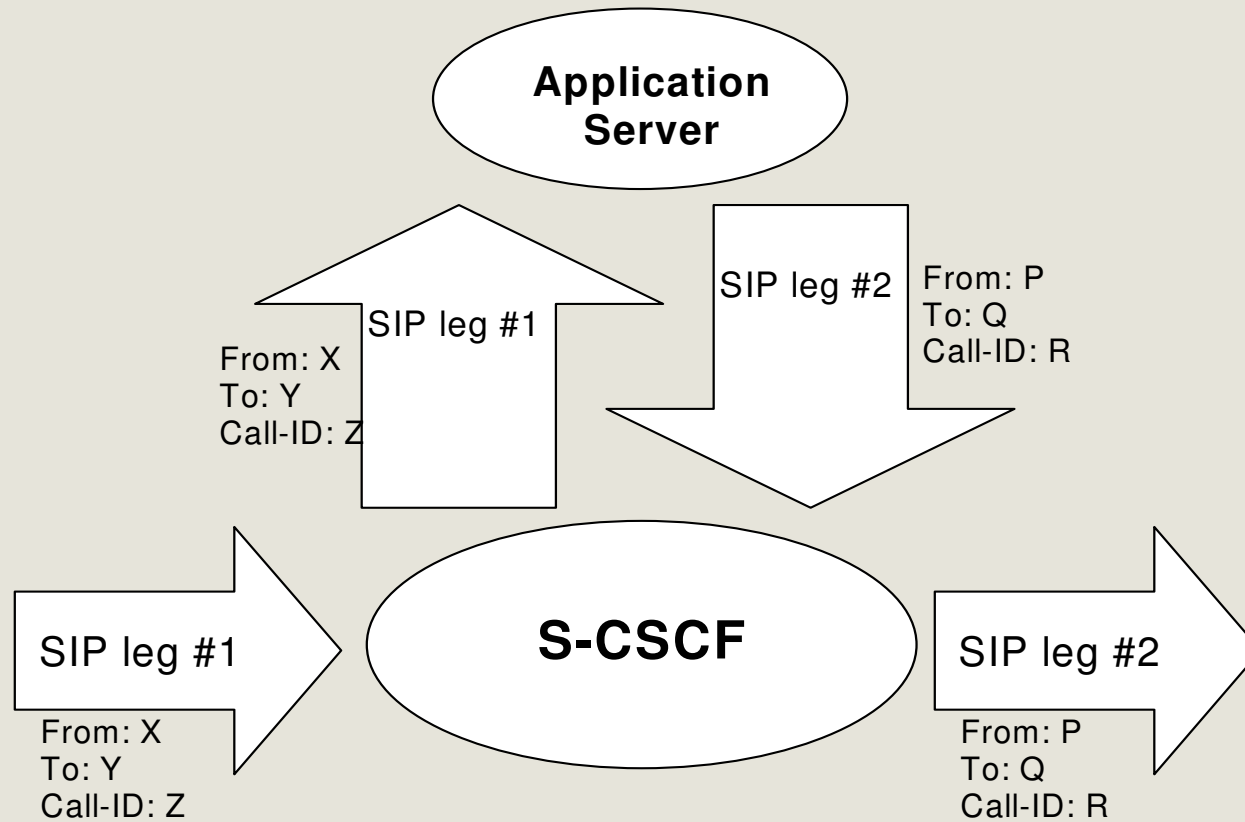 Application
Server
SIP leg #1
From: X
To: Y
Call-ID: Z
SIP leg #2
From: P
To: Q
Call-ID: R
S-CSCF
SIP leg #1
From: X
To: Y
Call-ID: Z
SIP leg #2
From: P
To: Q
Call-ID: R